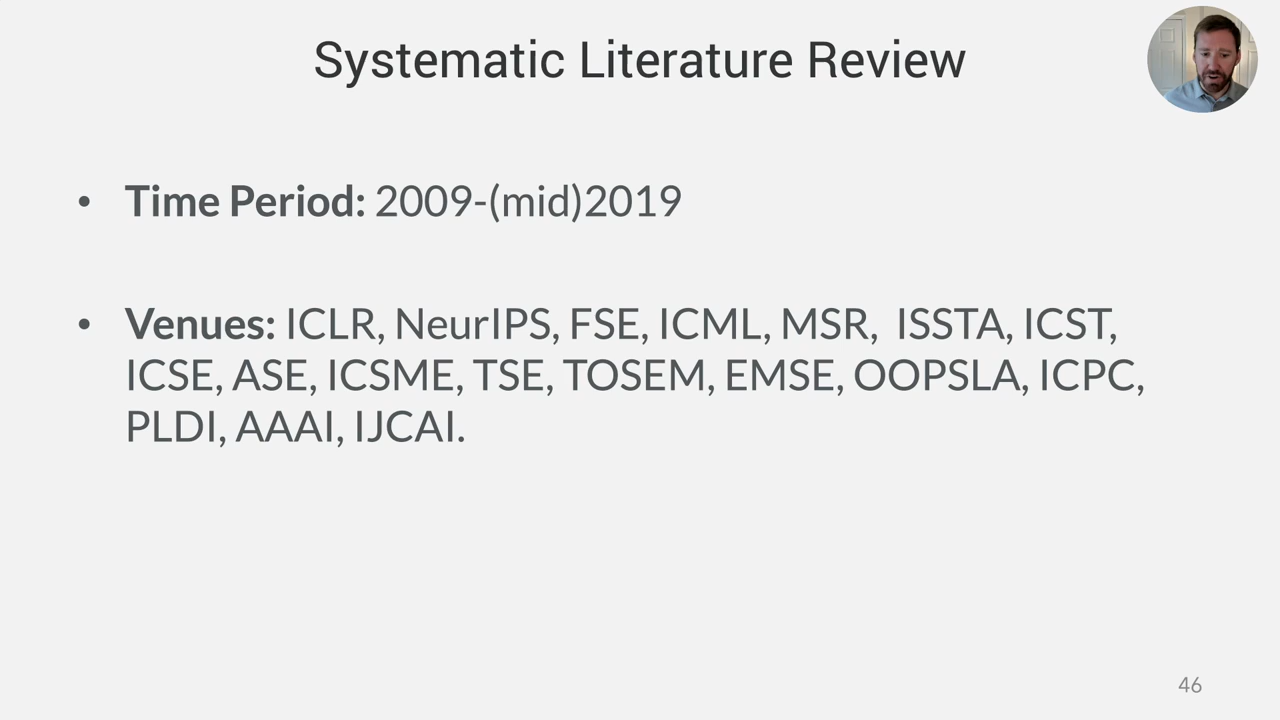 Systematic Literature Review
• Time Period: 2009-(mid)2019
• Venues: ICLR, NeurIPS, FSE, ICML, MSR, ISSTA, ICST,
ICSE, ASE, ICSME, TSE, TOSEM, EMSE, OOPSLA, ICPC,
PLDI, AAAI, IJCAI.
46